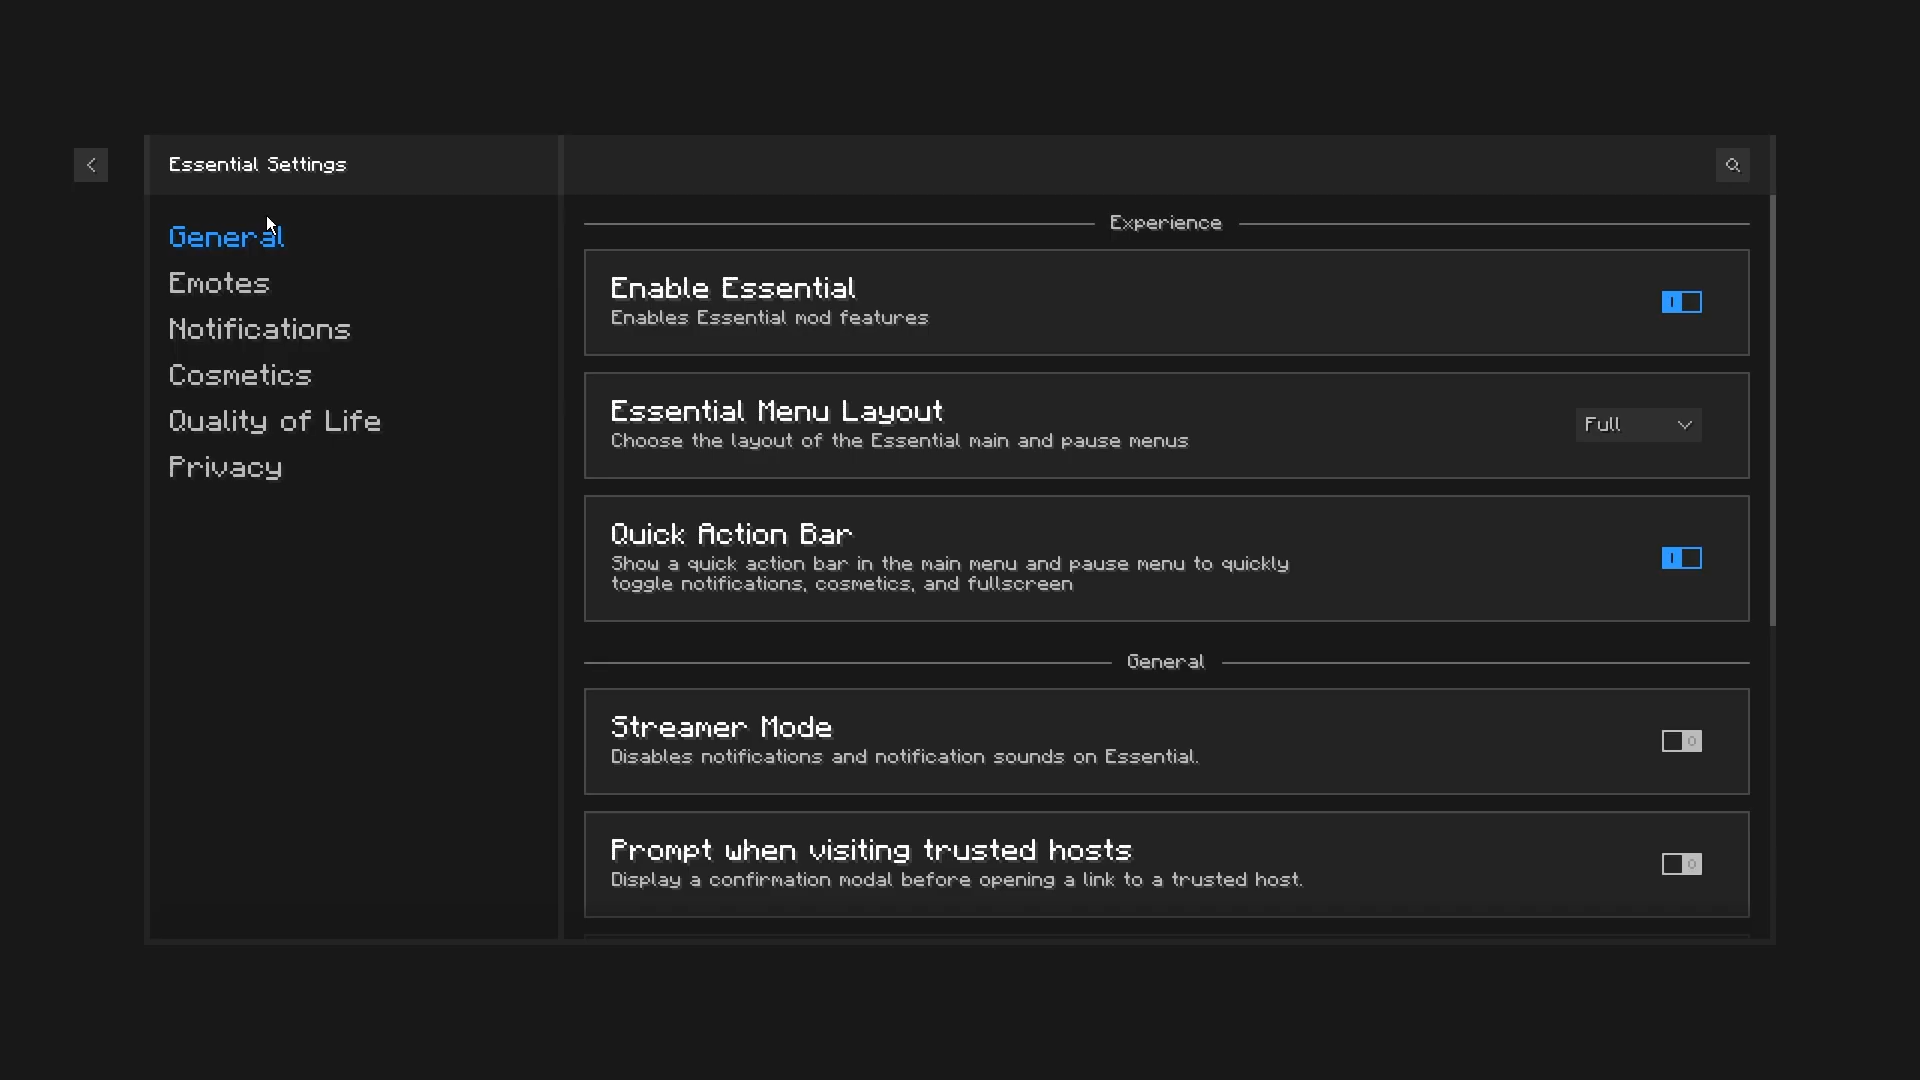 Essential Settings
General
Emotes
Notifications
Cosmetics
Quality of Life
Privacy
Experience
Enable Essential
Enables Essential mod features
Essential Menu Layout
Choose the layout of the Essential main and pause menus
Full
Quick Action Bar
Show a quick action bar in the main menu and pause menu to quickly
toggle notifications, cosmetics, and fullscreen
General
Streamer Mode
Disables notifications and notification sounds on Essential.
Prompt when visiting trusted hosts
Display a confirmation modal before opening a link to a trusted host.